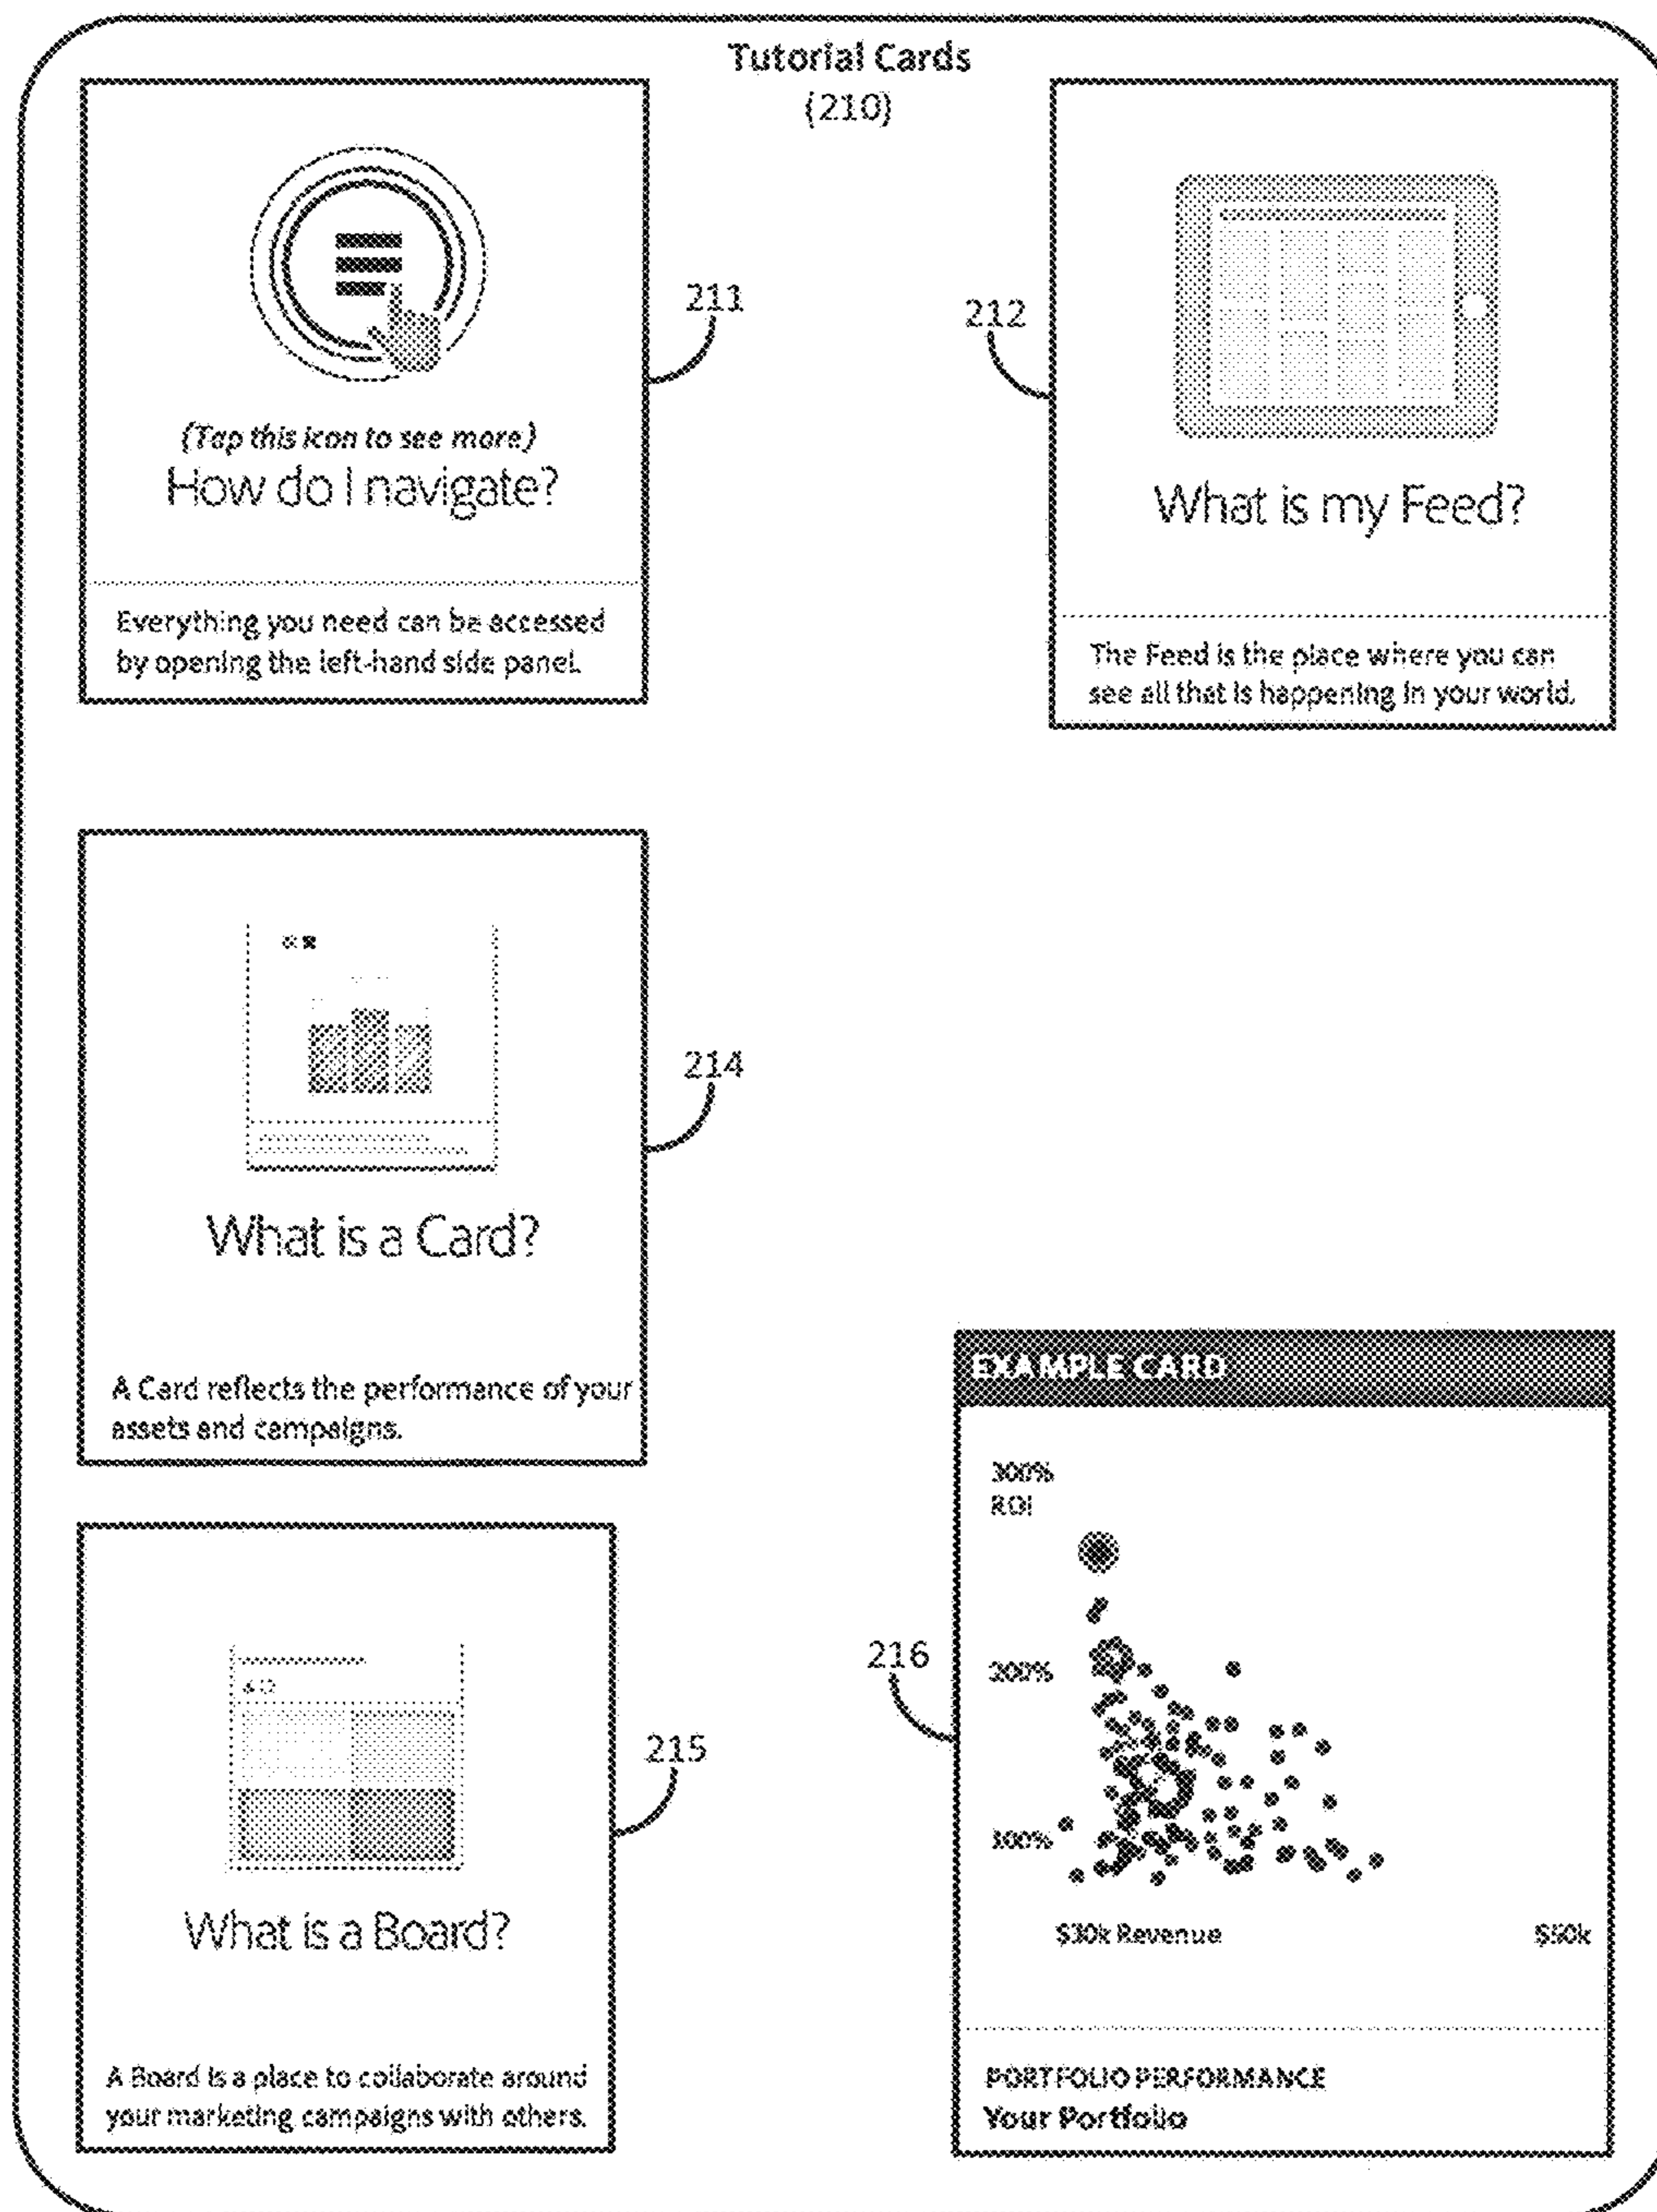 Tutorial Cards
(210)
211
(Tap this icon to see more)
How do I navigate?
Everything you need can be accessed
by opening the left-hand side panel.
212
What is my Feed?
The Feed is the place where you can
see all that is happening in your world.
214
What is a Card?
A Card reflects the performance of your
assets and campaigns.
215
What is a Board?
A Board is a place to collaborate around
your marketing campaigns with others.
216
EXAMPLE CARD
300%
ROI
200%
100%
Revenue
PORTFOLIO PERFORMANCE
Your Portfolio